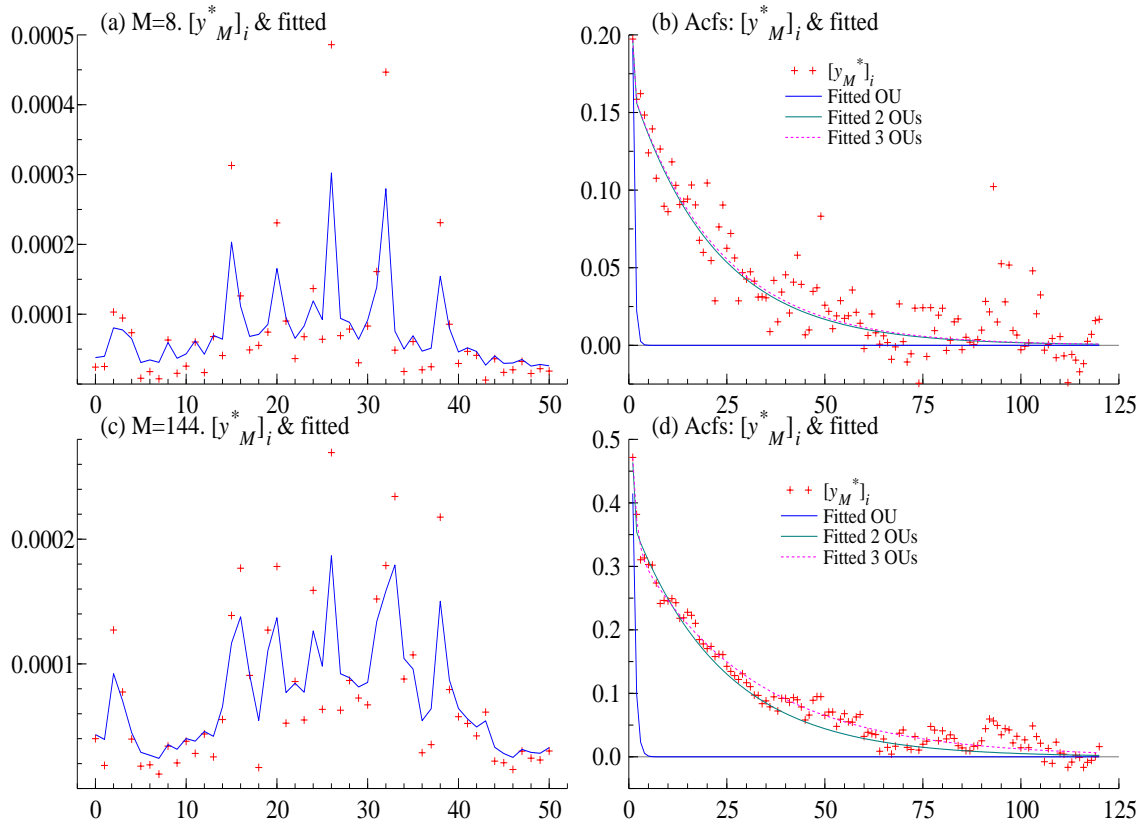 (a) M=8. [y*M]i & fitted
0.0005
0.0004
0.0003
0.0002
0.0001
0 10 20 30 40 50
(b) Acfs: [y*M]i & fitted
0.20
0.15
0.10
0.05
0.00
[yM*]i
Fitted OU
Fitted 2 OUs
Fitted 3 OUs
0 25 50 75 100 125
(c) M=144. [y*M]i & fitted
0.0002
0.0001
0 10 20 30 40 50
(d) Acfs: [y*M]i & fitted
0.5
0.4
0.3
0.2
0.1
0.0
[yM*]i
Fitted OU
Fitted 2 OUs
Fitted 3 OUs
0 25 50 75 100 125